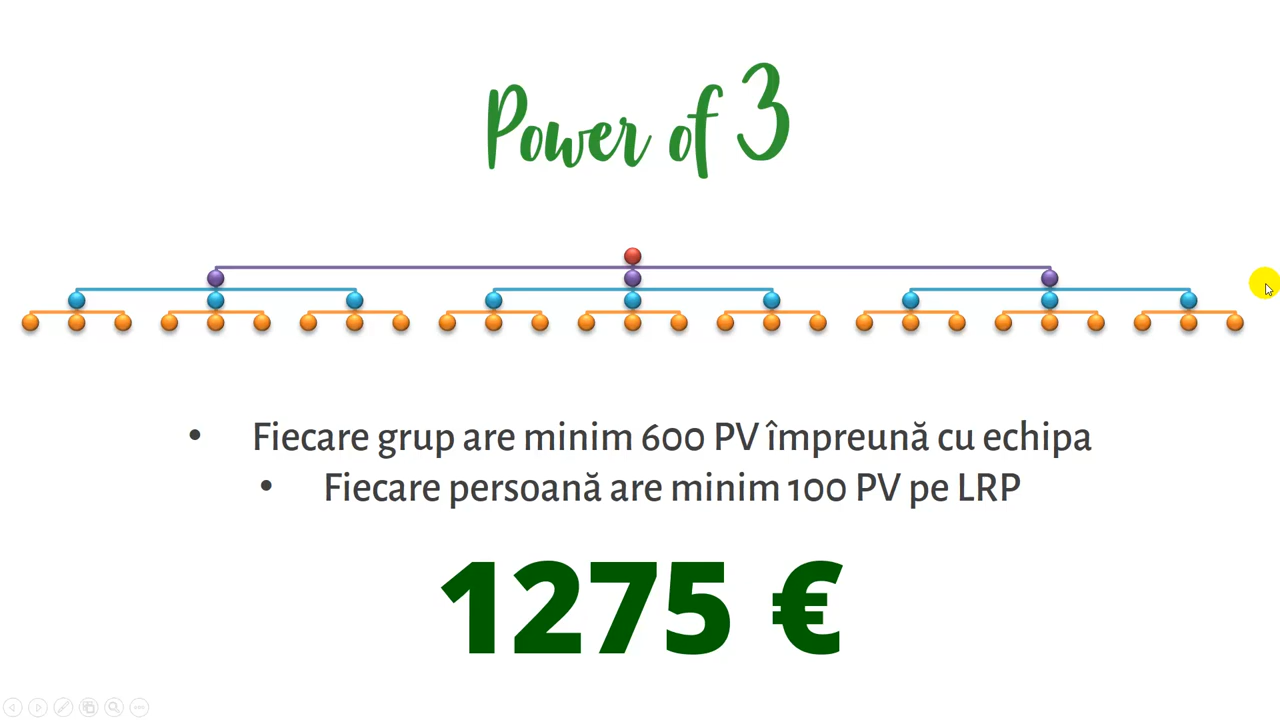 Power of 3
• Fiecare grup are minim 600 PV împreună cu echipa
• Fiecare persoană are minim 100 PV pe LRP
1275 €